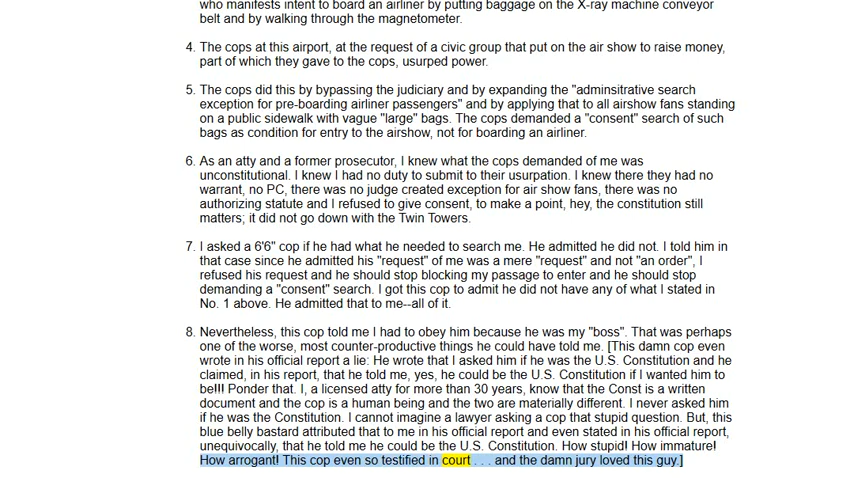 who manifests intent to board an airliner by putting baggage on the X-ray machine conveyor
belt and by walking through the magnetometer.
4. The cops at this airport, at the request of a civic group that put on the air show to raise money,
part of which they gave to the cops, usurped power.
5. The cops did this by bypassing the judiciary and by expanding the "adminsitrative search
exception for pre-boarding airliner passengers" and by applying that to all airshow fans standing
on a public sidewalk with vague "large" bags. The cops demanded a "consent" search of such
bags as condition for entry to the airshow, not for boarding an airliner.
6. As an atty and a former prosecutor, I knew what the cops demanded of me was
unconstitutional. I knew I had no duty to submit to their usurpation. I knew there they had no
warrant, no PC, there was no judge created exception for air show fans, there was no
authorizing statute and I refused to give consent, to make a point, hey, the constitution still
matters; it did not go down with the Twin Towers.
7. I asked a 6'6" cop if he had what he needed to search me. He admitted he did not. I told him in
that case since he admitted his "request" of me was a mere "request" and not "an order", I
refused his request and he should stop blocking my passage to enter and he should stop
demanding a "consent" search. I got this cop to admit he did not have any of what I stated in
No. 1 above. He admitted that to me--all of it.
8. Nevertheless, this cop told me I had to obey him because he was my "boss". That was perhaps
one of the worse, most counter-productive things he could have told me. [This damn cop even
wrote in his official report a lie: He wrote that I asked him if he was the U.S. Constitution and he
claimed, in his report, that he told me, yes, he could be the U.S. Constitution if I wanted him to
be!!! Ponder that. I, a licensed atty for more than 30 years, know that the Const is a written
document and the cop is a human being and the two are materially different. I never asked him
if he was the Constitution. I cannot imagine a lawyer asking a cop that stupid question. But, this
blue belly bastard attributed that to me in his official report and even stated in his official report,
unequivocally, that he told me he could be the U.S. Constitution. How stupid! How immature!
How arrogant! This cop even so testified in court . . . and the damn jury loved this guy.]